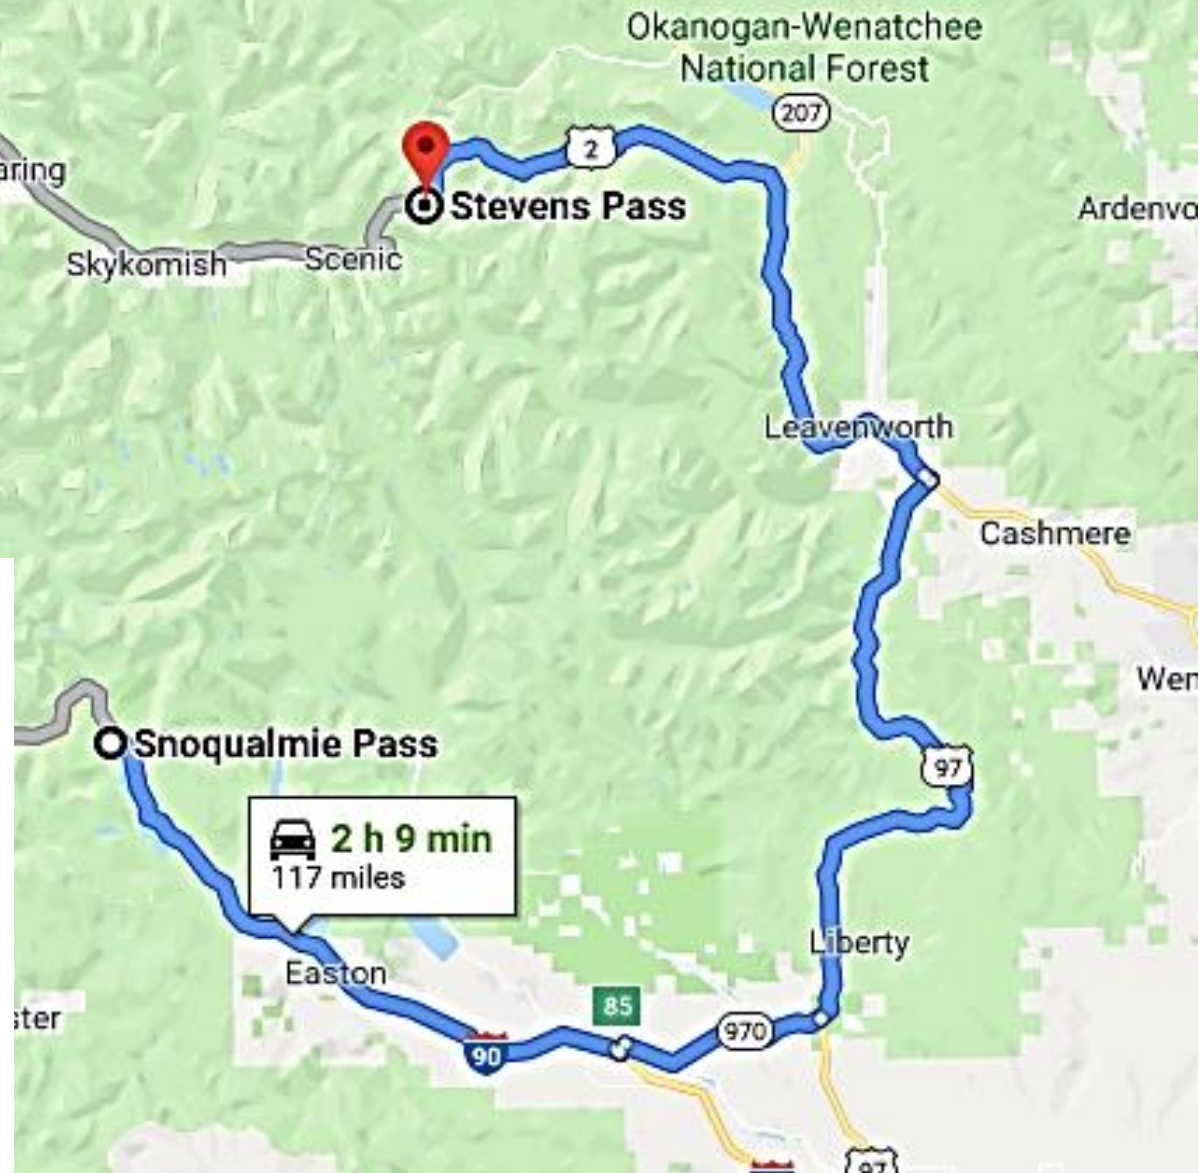 Okanogan-Wenatchee
National Forest
207
2
aring
Stevens Pass
Ardenvo
Skykomish
Scenic
Leavenworth
Cashmere
Wen
Snoqualmie Pass
97
2 h 9 min
117 miles
Liberty
Easton
85
ster
970
90
97